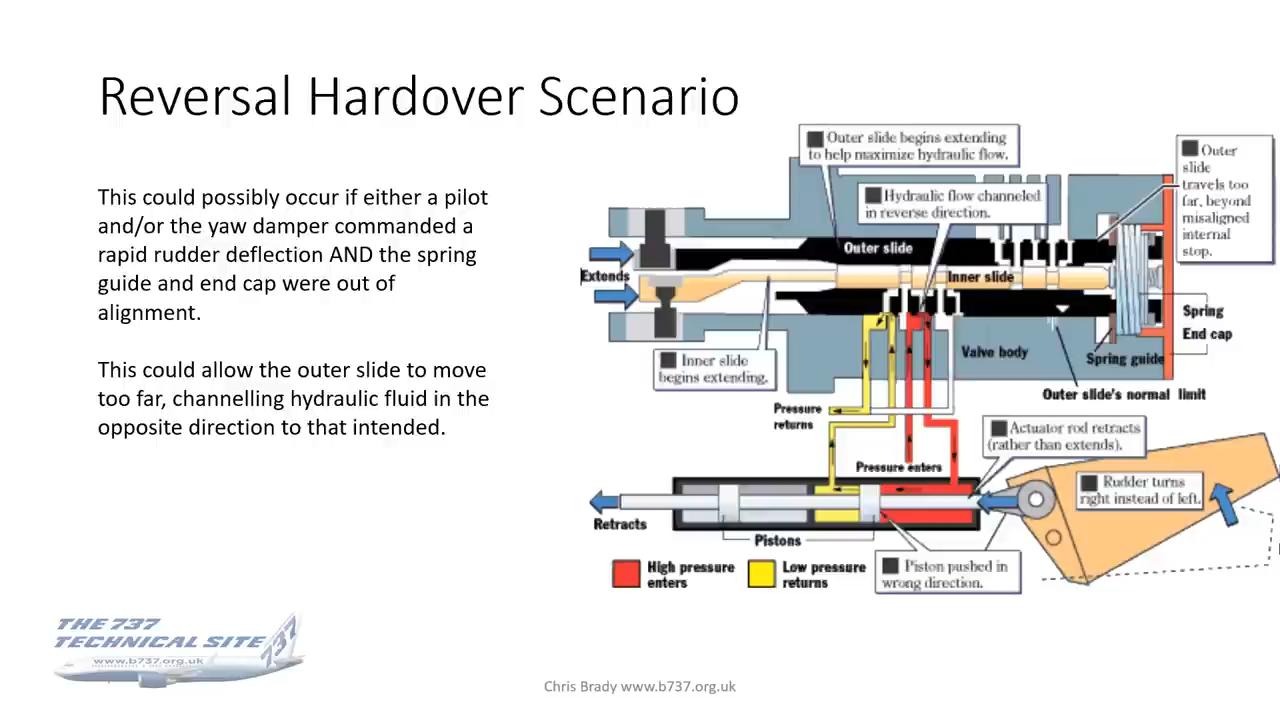 Reversal Hardover Scenario
This could possibly occur if either a pilot
and/or the yaw damper commanded a
rapid rudder deflection AND the spring
guide and end cap were out of
alignment.
This could allow the outer slide to move
too far, channelling hydraulic fluid in the
opposite direction to that intended.
Outer slide begins extending
to help maximize hydraulic flow.
Hydraulic flow channeled
in reverse direction.
Outer
slide
travels too
far, beyond
misaligned
internal
stop.
Outer slide
Extends
Inner slide
Spring
End cap
Valve body
Spring guide
Inner slide
begins extending.
Outer slide's normal limit
Pressure
returns
Actuator rod retracts
(rather than extends).
Pressure enters
Rudder turns
right instead of left.
Retracts
Pistons
High pressure
enters
Low pressure
returns
Piston pushed in
wrong direction.
THE 737
TECHNICAL SITE
737
www.b737.org.uk
Chris Brady www.b737.org.uk